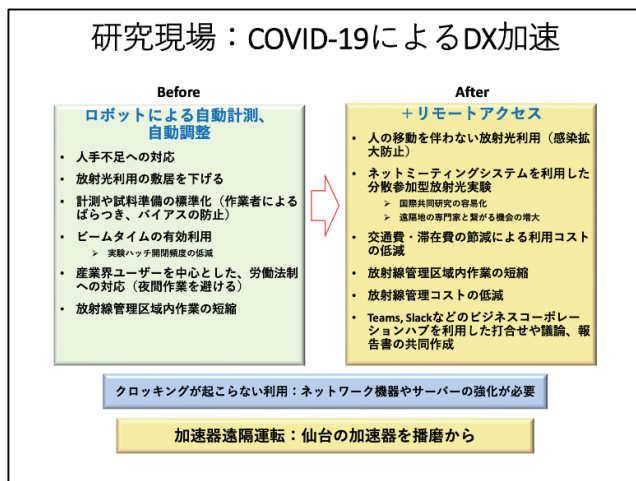 研究現場：COVID-19によるDX加速
Before
ロボットによる自動計測、
自動調整
• 人手不足への対応
• 放射光利用の敷居を下げる
• 計測や試料準備の標準化（作業者による
ばらつき、バイアスの防止）
• ビームタイムの有効利用
➢ 実験ハッチ開閉頻度の低減
• 産業界ユーザーを中心とした、労働法制
への対応（夜間作業を避ける）
• 放射線管理区域内作業の短縮
After
＋リモートアクセス
• 人の移動を伴わない放射光利用（感染拡
大防止）
• ネットミーティングシステムを利用した
分散参加型放射光実験
➢ 国際共同研究の容易化
➢ 遠隔地の専門家と繋がる機会の増大
• 交通費・滞在費の節減による利用コスト
の低減
• 放射線管理区域内作業の短縮
• 放射線管理コストの低減
• Teams, Slackなどのビジネスコーポレー
ションハブを利用した打合せや議論、報
告書の共同作成
クロッキングが起こらない利用：ネットワーク機器やサーバーの強化が必要
加速器遠隔運転：仙台の加速器を播磨から